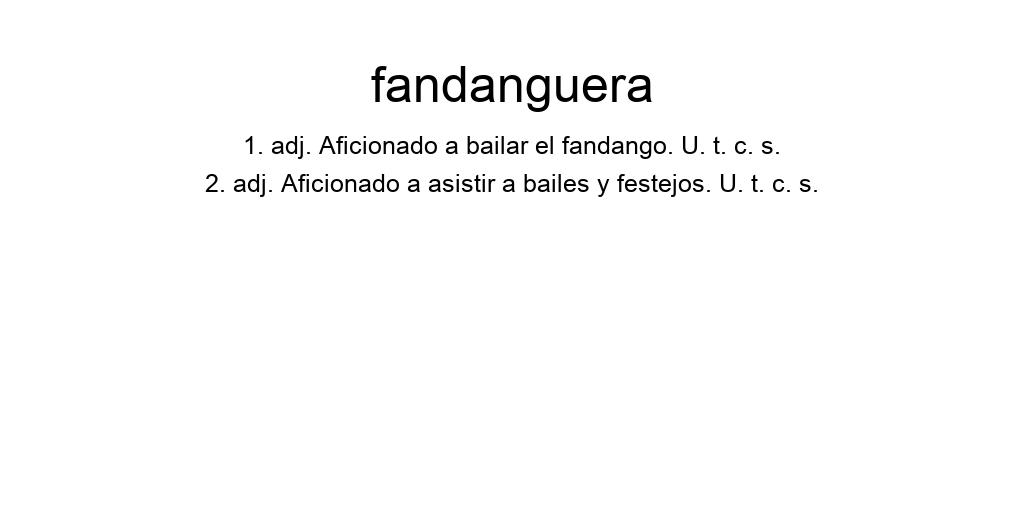 fandanguera
1. adj. Aficionado a bailar el fandango. U. t. c. s.
2. adj. Aficionado a asistir a bailes y festejos. U. t. c. s.